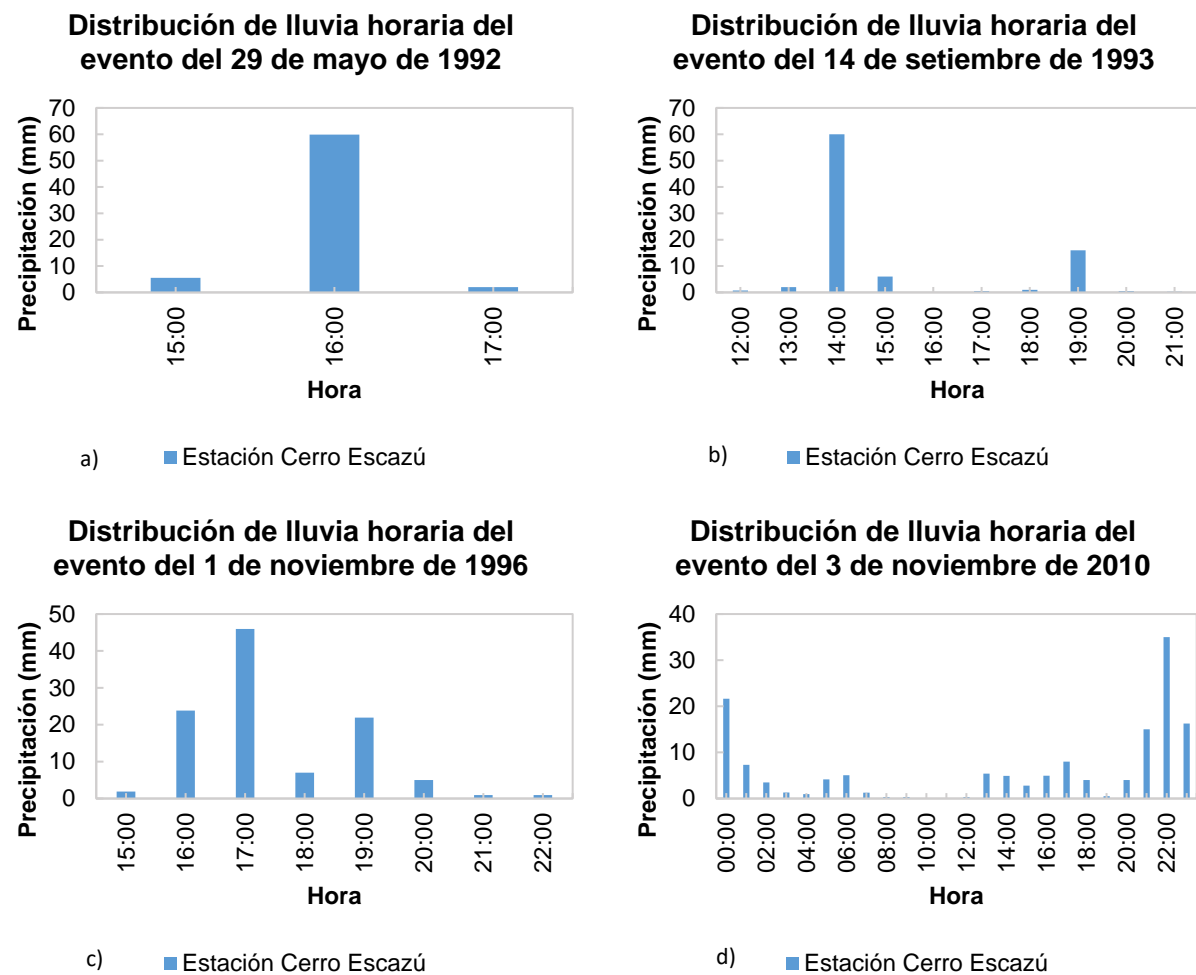 Distribución de lluvia horaria del
evento del 29 de mayo de 1992
Precipitación (mm)
70
60
50
40
30
20
10
0
15:00
16:00
17:00
Hora
a)
Estación Cerro Escazú
Distribución de lluvia horaria del
evento del 14 de setiembre de 1993
Precipitación (mm)
70
60
50
40
30
20
10
0
12:00
13:00
14:00
15:00
16:00
17:00
18:00
19:00
20:00
21:00
Hora
b)
Estación Cerro Escazú
Distribución de lluvia horaria del
evento del 1 de noviembre de 1996
Precipitación (mm)
50
40
30
20
10
0
15:00
16:00
17:00
18:00
19:00
20:00
21:00
22:00
Hora
c)
Estación Cerro Escazú
Distribución de lluvia horaria del
evento del 3 de noviembre de 2010
Precipitación (mm)
40
30
20
10
0
00:00
02:00
04:00
06:00
08:00
10:00
12:00
14:00
16:00
18:00
20:00
22:00
Hora
d)
Estación Cerro Escazú